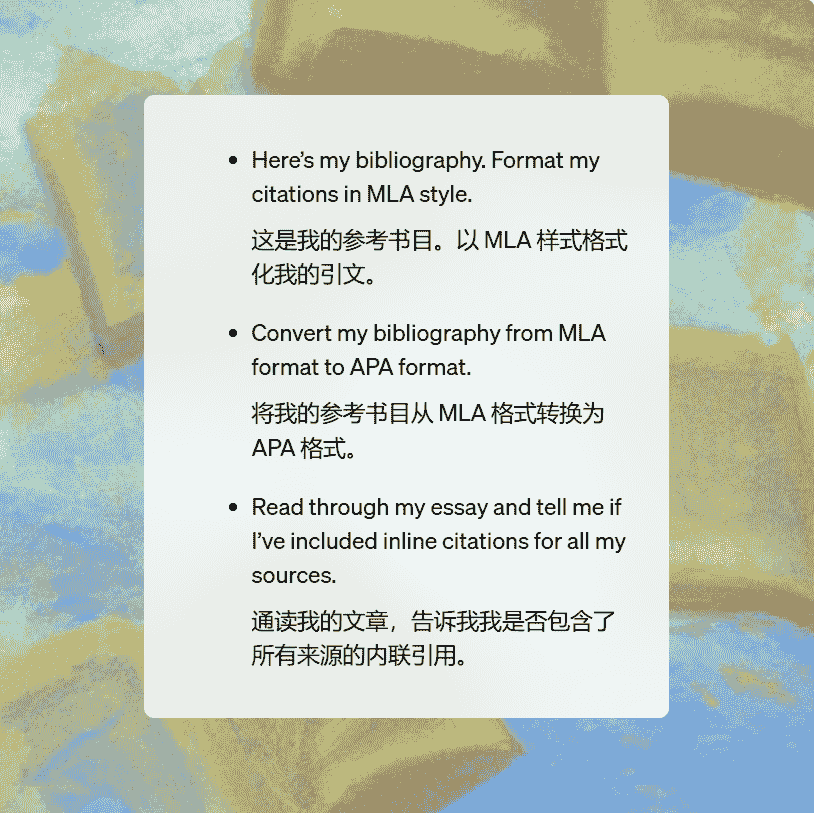 • Here’s my bibliography. Format my
citations in MLA style.
这是我的参考书目。以 MLA 样式格式
化我的引文。
• Convert my bibliography from MLA
format to APA format.
将我的参考书目从 MLA 格式转换为
APA 格式。
• Read through my essay and tell me if
I’ve included inline citations for all my
sources.
通读我的文章，告诉我我是否包含了
所有来源的内联引用。